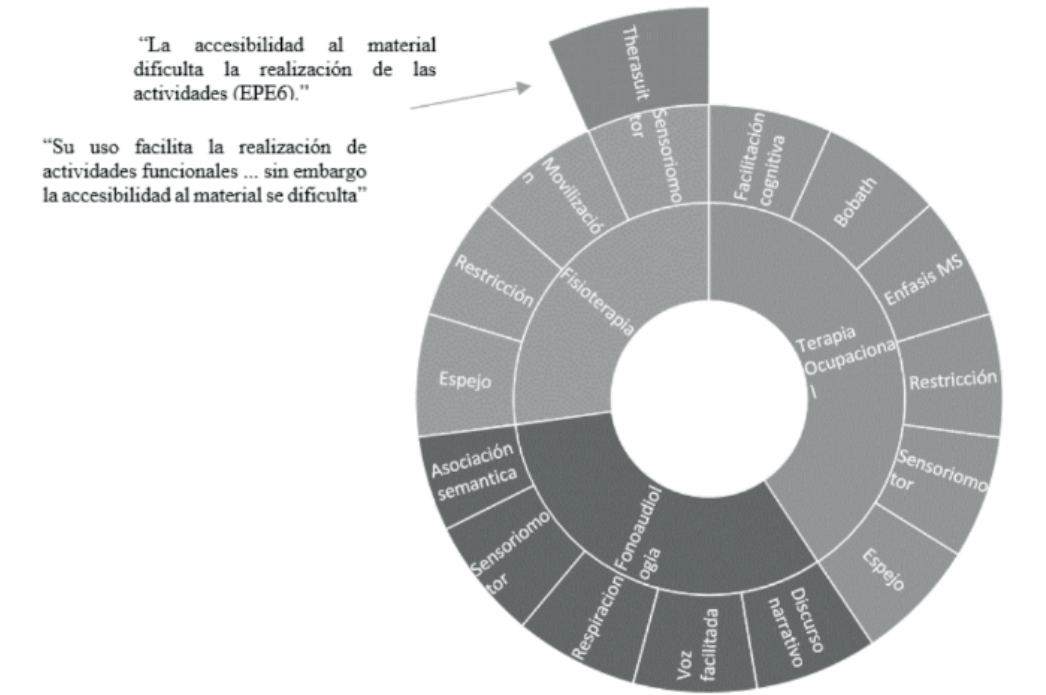 “La accesibilidad al material
dificulta la realización de las
actividades (EPE6).”
“Su uso facilita la realización de
actividades funcionales ... sin embargo
la accesibilidad al material se dificulta”
Therasuit
Sensoriomo
tor
Movilizació
n
Restricción
Espejo
Fisioterapia
Facilitación
cognitiva
Bobath
Enfasis MS
Restricción
Sensoriomo
tor
Espejo
Terapia
Ocupaciona
l
Discurso
narrativo
Voz
facilitada
Respiracion
Sensoriomo
tor
Asociación
semantica
Fonoaudiol
ogia